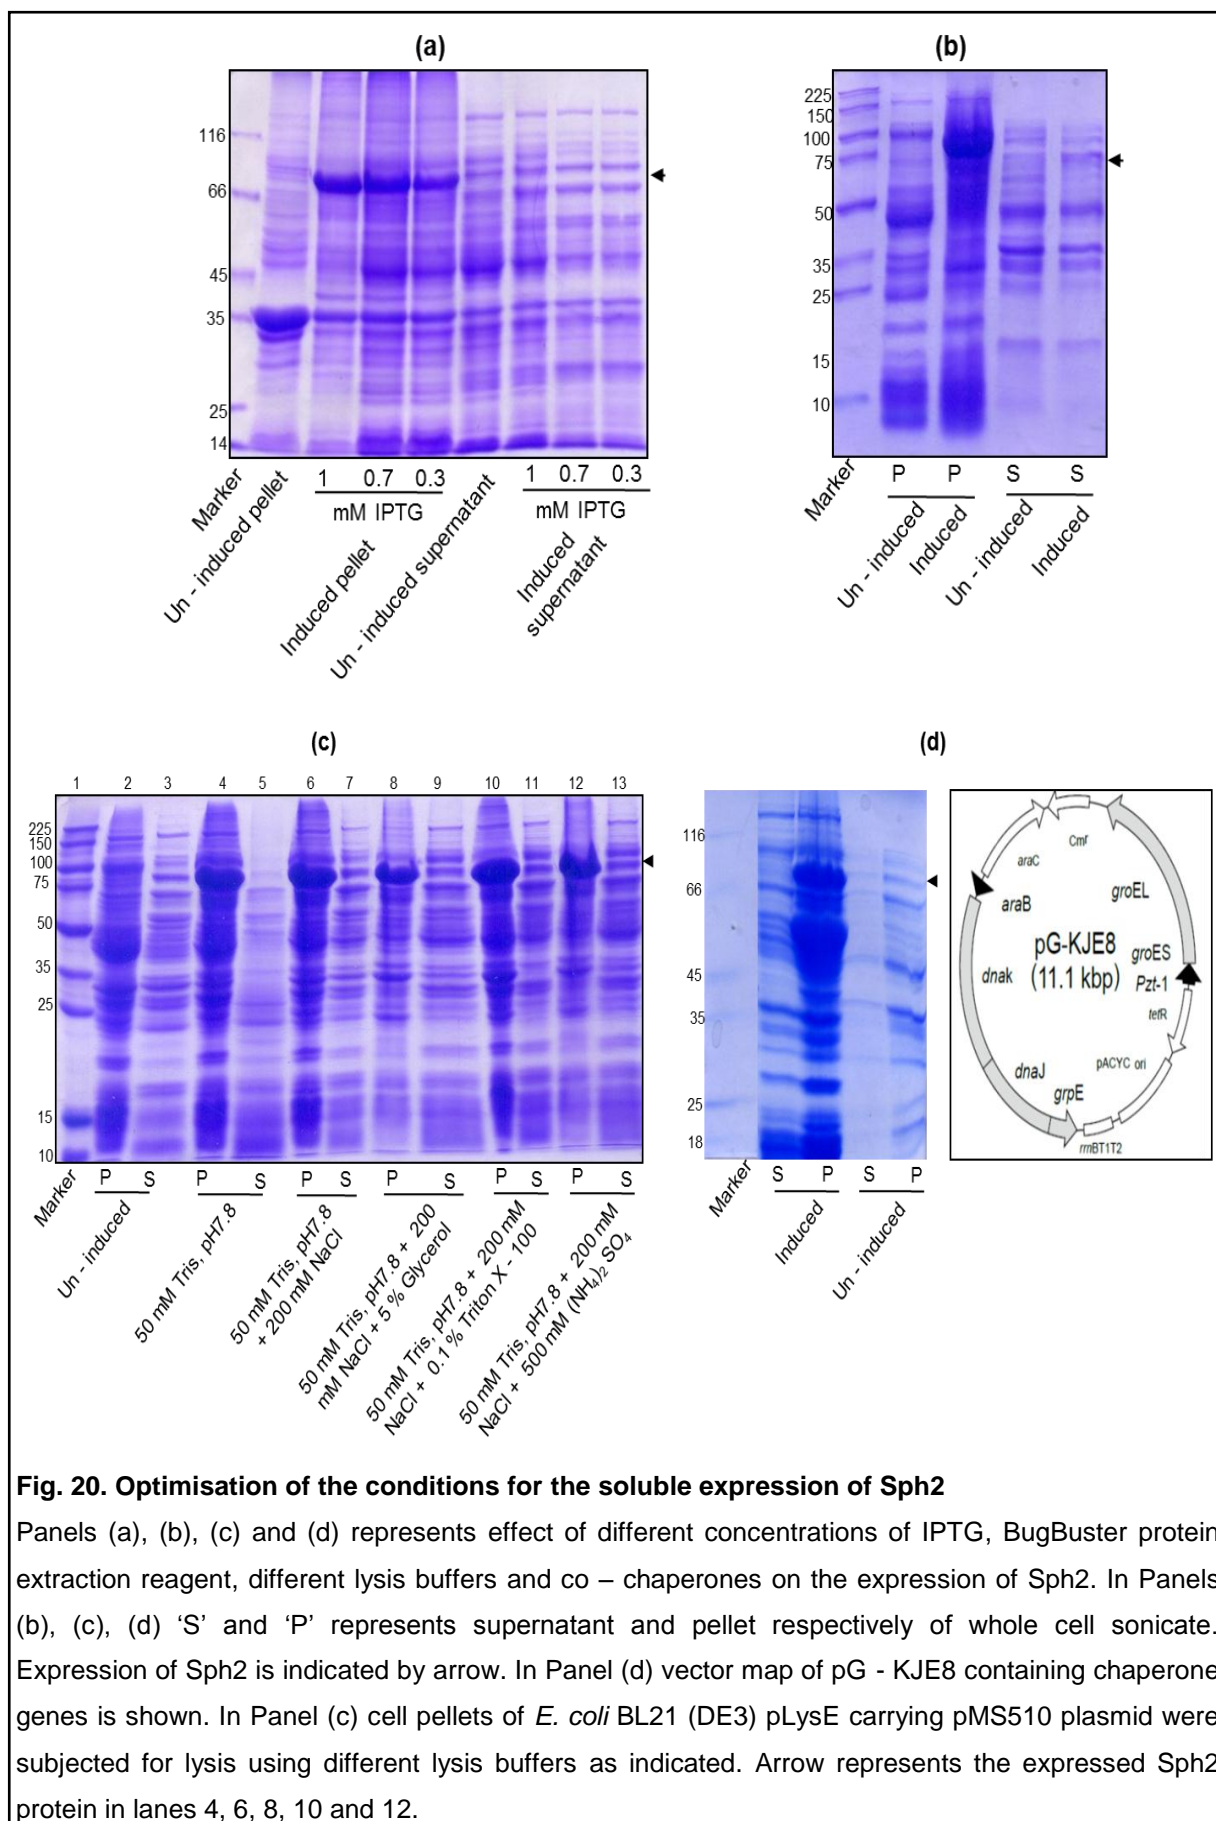 (a)
116
66
45
35
25
14
Marker
Un - induced pellet
1 0.7 0.3
mM IPTG
Induced pellet
Un - induced supernatant
1 0.7 0.3
mM IPTG
Induced
supernatant
(b)
225
150
100
75
50
35
25
15
10
P P S S
Marker
Un - induced
Induced
Un - induced
Induced
(c)
1 2 3 4 5 6 7 8 9 10 11 12 13
225
150
100
75
50
35
25
15
10
P S P S P S P S P S P S
Marker
Un - induced
50 mM Tris, pH7.8
50 mM Tris, pH7.8
+ 200 mM NaCl
50 mM Tris, pH7.8 + 200
mM NaCl + 5 % Glycerol
50 mM Tris, pH7.8 + 200 mM
NaCl + 0.1 % Triton X - 100
50 mM Tris, pH7.8 + 200 mM
NaCl + 500 mM (NH4)2 SO4
(d)
116
66
45
35
25
18
S P S P
Marker
Induced
Un - induced
Cmr
araC
araB
groEL
pG-KJE8
(11.1 kbp)
groES
Pzt-1
dnak
tetR
pACYC ori
dnaJ
grpE
rrnBT1T2
Fig. 20. Optimisation of the conditions for the soluble expression of Sph2
Panels (a), (b), (c) and (d) represents effect of different concentrations of IPTG, BugBuster protein
extraction reagent, different lysis buffers and co – chaperones on the expression of Sph2. In Panels
(b), (c), (d) ‘S’ and ‘P’ represents supernatant and pellet respectively of whole cell sonicate.
Expression of Sph2 is indicated by arrow. In Panel (d) vector map of pG - KJE8 containing chaperone
genes is shown. In Panel (c) cell pellets of E. coli BL21 (DE3) pLysE carrying pMS510 plasmid were
subjected for lysis using different lysis buffers as indicated. Arrow represents the expressed Sph2
protein in lanes 4, 6, 8, 10 and 12.